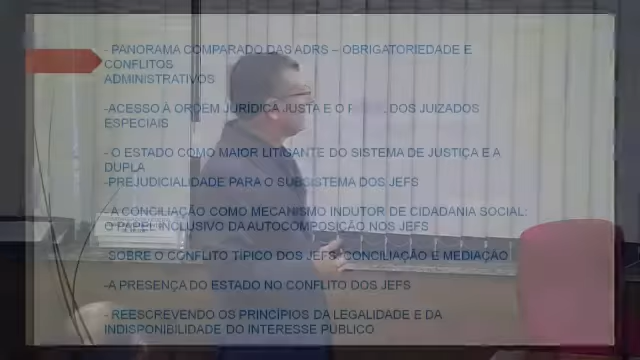 - PANORAMA COMPARADO DAS ADRS – OBRIGATORIEDADE E
CONFLITOS
ADMINISTRATIVOS
-ACESSO À ORDEM JURÍDICA JUSTA E O DOS JUIZADOS
ESPECIAIS
- O ESTADO COMO MAIOR LITIGANTE DO SISTEMA DE JUSTIÇA E A
DUPLA
-PREJUDICIALIDADE PARA O SUBSISTEMA DOS JEFS
- A CONCILIAÇÃO COMO MECANISMO INDUTOR DE CIDADANIA SOCIAL:
O PAPEL INCLUSIVO DA AUTOCOMPOSIÇÃO NOS JEFS
-SOBRE O CONFLITO TÍPICO DOS JEFS, CONCILIAÇÃO E MEDIAÇÃO
-A PRESENÇA DO ESTADO NO CONFLITO DOS JEFS
- REESCREVENDO OS PRINCÍPIOS DA LEGALIDADE E DA
INDISPONIBILIDADE DO INTERESSE PÚBLICO